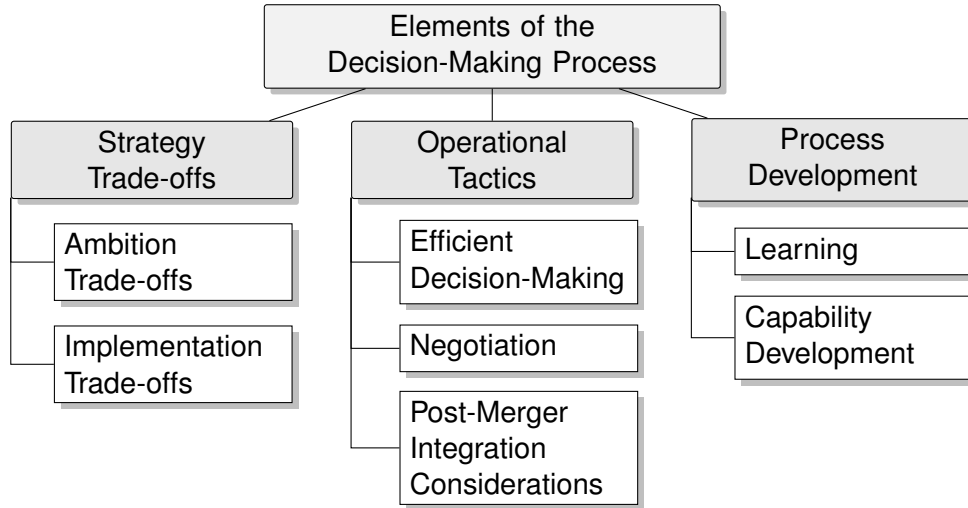 Elements of the
Decision-Making Process
Strategy
Trade-offs
Ambition
Trade-offs
Implementation
Trade-offs
Operational
Tactics
Efficient
Decision-Making
Negotiation
Post-Merger
Integration
Considerations
Process
Development
Learning
Capability
Development